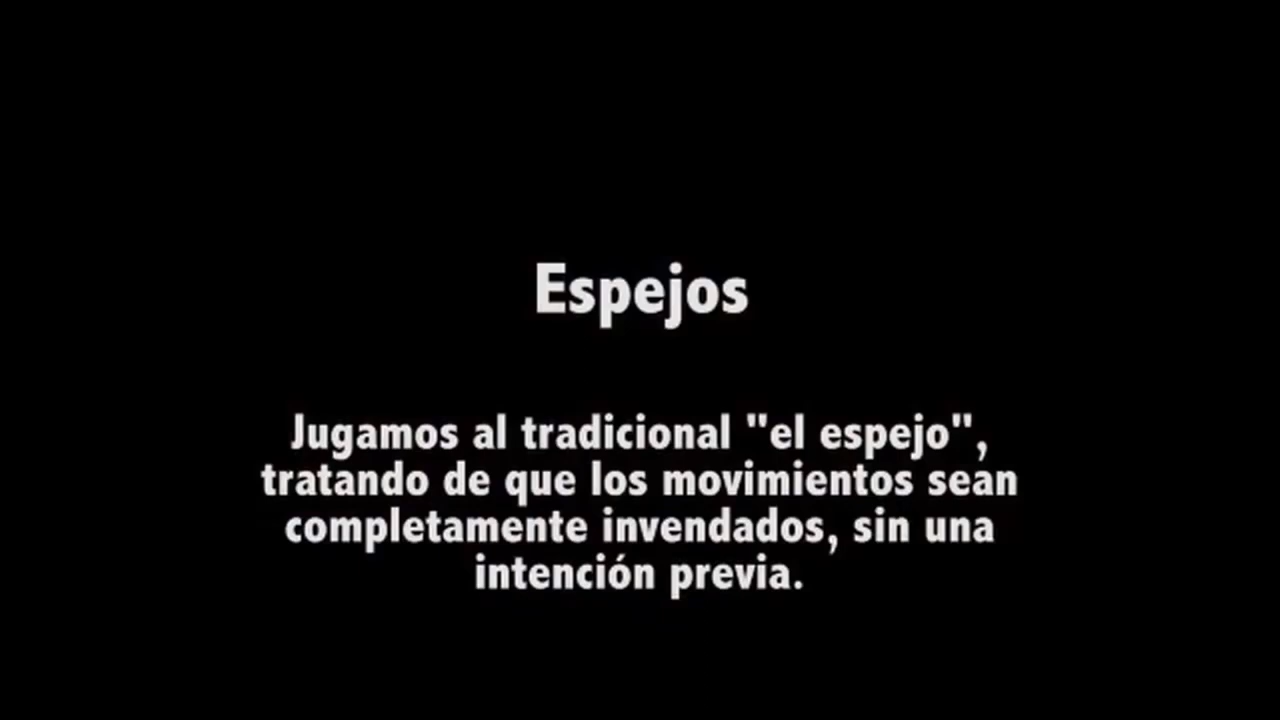 Espejos
Jugamos al tradicional "el espejo",
tratando de que los movimientos sean
completamente invendados, sin una
intención previa.